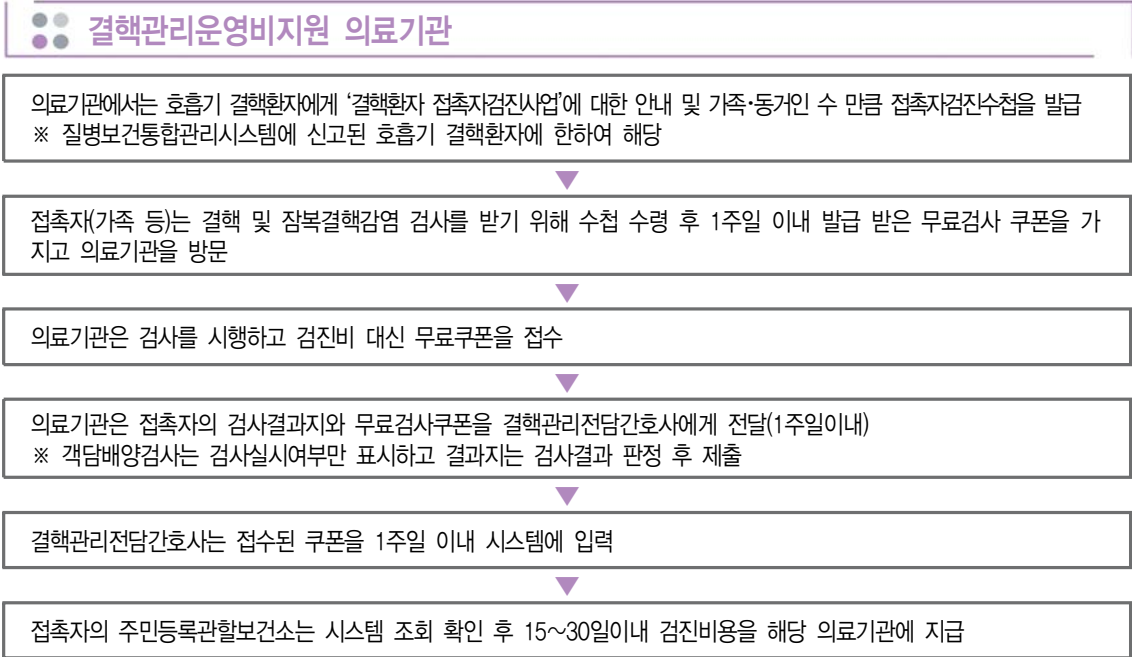 결핵관리운영비지원 의료기관
의료기관에서는 호흡기 결핵환자에게 ‘결핵환자 접촉자검진사업’에 대한 안내 및 가족·동거인 수 만큼 접촉자검진수첩을 발급
※ 질병보건통합관리시스템에 신고된 호흡기 결핵환자에 한하여 해당
접촉자(가족 등)는 결핵 및 잠복결핵감염 검사를 받기 위해 수첩 수령 후 1주일 이내 발급 받은 무료검사 쿠폰을 가
지고 의료기관을 방문
의료기관은 검사를 시행하고 검진비 대신 무료쿠폰을 접수
의료기관은 접촉자의 검사결과지와 무료검사쿠폰을 결핵관리전담간호사에게 전달(1주일이내)
※ 객담배양검사는 검사실시여부만 표시하고 결과지는 검사결과 판정 후 제출
결핵관리전담간호사는 접수된 쿠폰을 1주일 이내 시스템에 입력
접촉자의 주민등록관할보건소는 시스템 조회 확인 후 15～30일이내 검진비용을 해당 의료기관에 지급